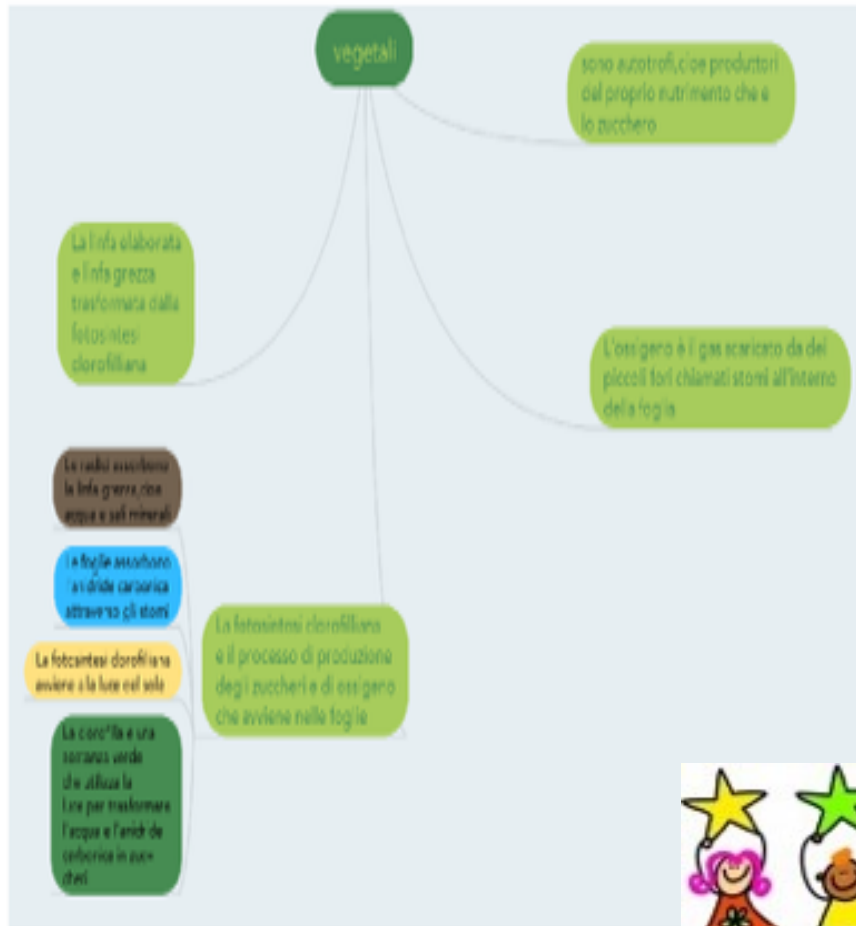 vegetali
sono autotrofi,cioe produttori
del proprio nutrimento che e
lo zucchero
La linfa elaborata
e linfa grezza
trasformata dalla
fotosintesi
clorofilliana
L'ossigeno è il gas scaricato da dei
piccoli fori chiamati stomi all'interno
della foglia
Le radici assorbono
la linfa grezza,cioe
acqua e sali minerali
Le foglie assorbono
l'anidride carbonica
attraverso gli stomi
La fotosintesi clorofilliana
e il processo di produzione
degli zuccheri e di ossigeno
che avviene nelle foglie
La clorofilliana
avviene alla luce del sole
La clorofilla e una
verde
che utilizza la
luce per trasformare
l'acqua e l'anidride
carbonica in zuc-
cheri